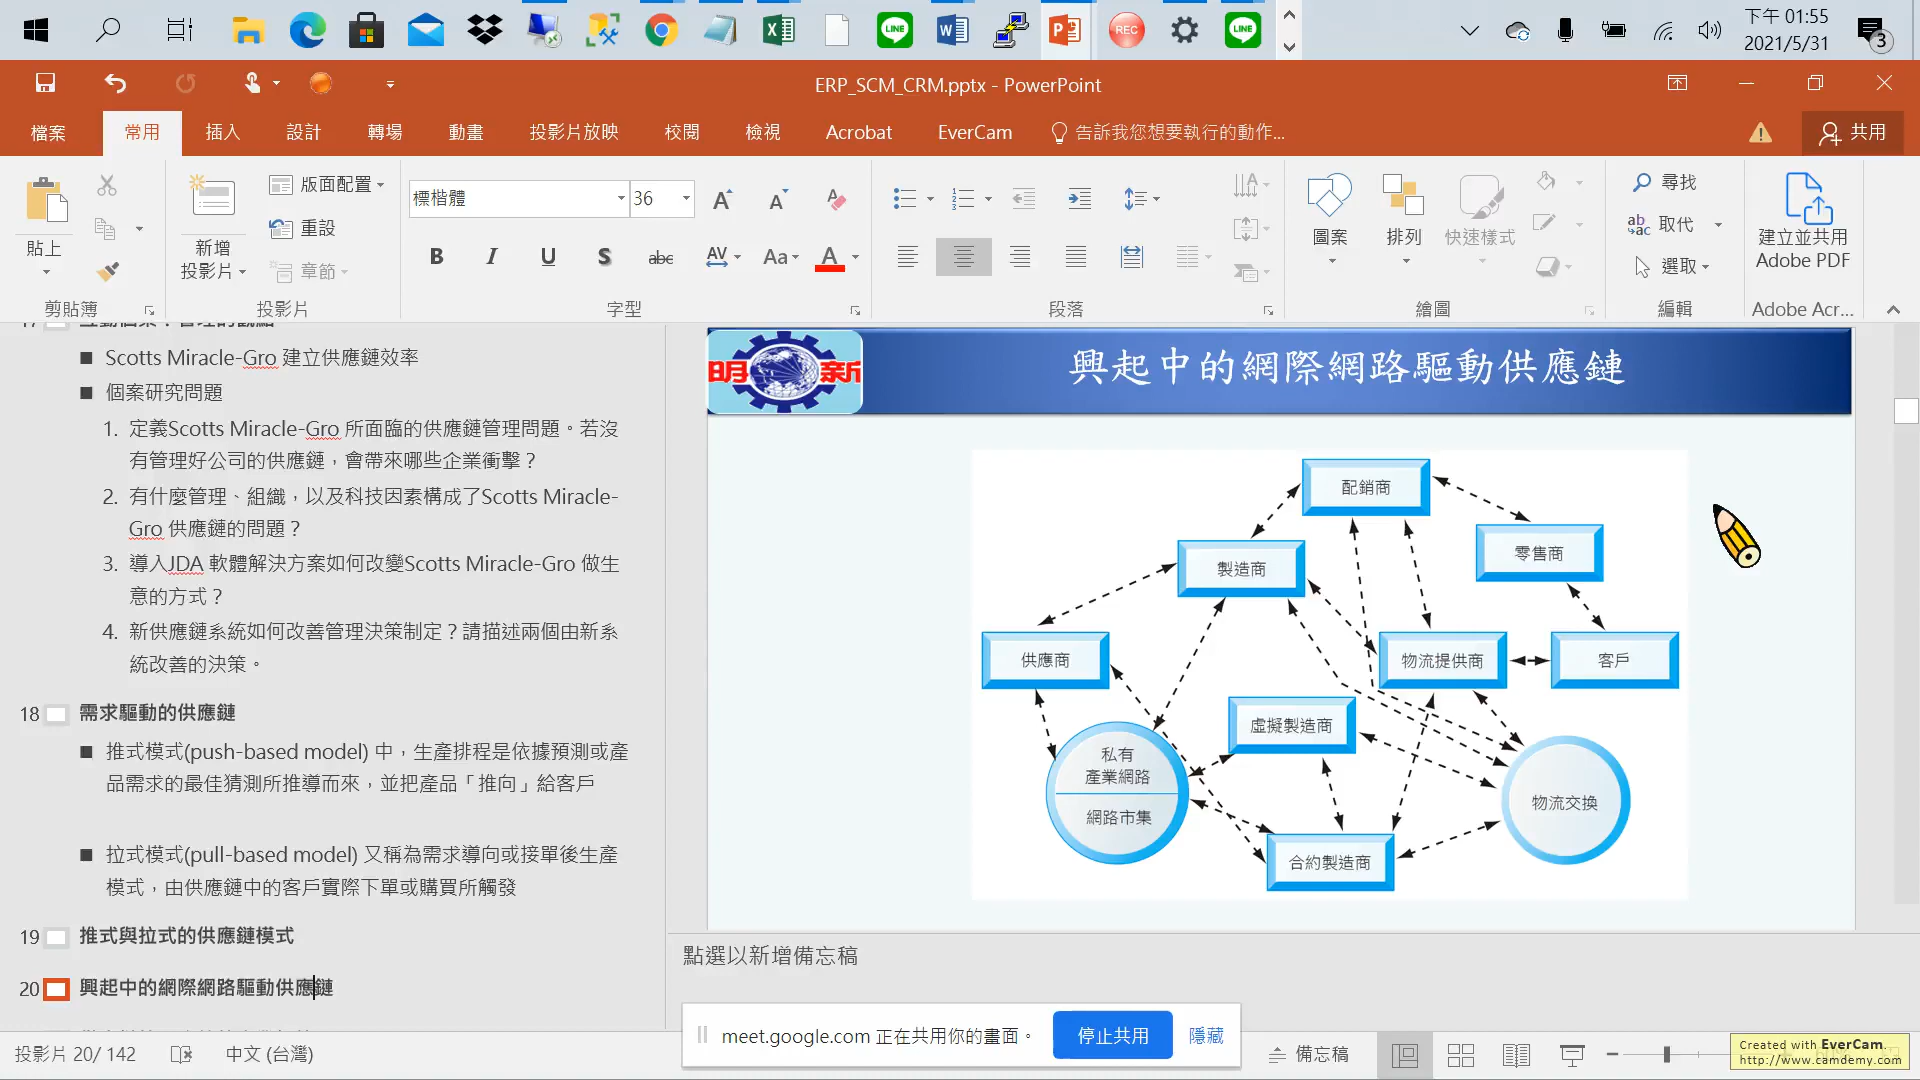 下午 01:55
2021/5/31
REC
LINE
LINE
3
ERP_SCM_CRM.pptx - PowerPoint
檔案
常用
插入
設計
轉場
動畫
投影片放映
校閱
檢視
Acrobat
EverCam
告訴我您想要執行的動作...
共用
貼上
新增
投影片
版面配置
重設
章節
標楷體
36
圖案
排列
快速樣式
尋找
取代
選取
建立並共用
Adobe PDF
剪貼簿
投影片
字型
段落
繪圖
編輯
Adobe Acr...
■ Scotts Miracle-Gro 建立供應鏈效率
■ 個案研究問題
1. 定義Scotts Miracle-Gro 所面臨的供應鏈管理問題。若沒
有管理好公司的供應鏈，會帶來哪些企業衝擊？
2. 有什麼管理、組織，以及科技因素構成了Scotts Miracle-
Gro 供應鏈的問題？
3. 導入JDA 軟體解決方案如何改變Scotts Miracle-Gro 做生
意的方式？
4. 新供應鏈系統如何改善管理決策制定？請描述兩個由新系
統改善的決策。
18 需求驅動的供應鏈
■ 推式模式(push-based model) 中，生產排程是依據預測或產
品需求的最佳猜測所推導而來，並把產品「推向」給客戶
■ 拉式模式(pull-based model) 又稱為需求導向或接單後生產
模式，由供應鏈中的客戶實際下單或購買所觸發
19 推式與拉式的供應鏈模式
20 興起中的網際網路驅動供應鏈
明新
興起中的網際網路驅動供應鏈
配銷商
零售商
製造商
供應商
物流提供商
客戶
虛擬製造商
私有
產業網路
網路市集
物流交換
合約製造商
點選以新增備忘稿
meet.google.com 正在共用你的畫面。
停止共用
隱藏
投影片 20/ 142
中文 (台灣)
備忘稿
Created with EverCam.
http://www.camdemy.com